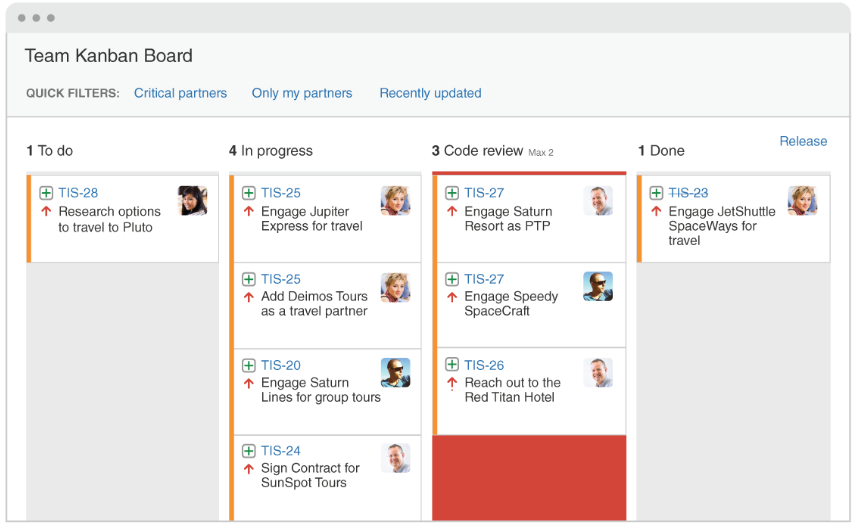 Team Kanban Board
QUICK FILTERS: Critical partners Only my partners Recently updated
Release
1 To do
TIS-28
Research options
to travel to Pluto
4 In progress
TIS-25
Engage Jupiter
Express for travel
TIS-25
Add Deimos Tours
as a travel partner
TIS-20
Engage Saturn
Lines for group tours
TIS-24
Sign Contract for
SunSpot Tours
3 Code review Max 2
TIS-27
Engage Saturn
Resort as PTP
TIS-27
Engage Speedy
SpaceCraft
TIS-26
Reach out to the
Red Titan Hotel
1 Done
TIS-23
Engage JetShuttle
SpaceWays for
travel